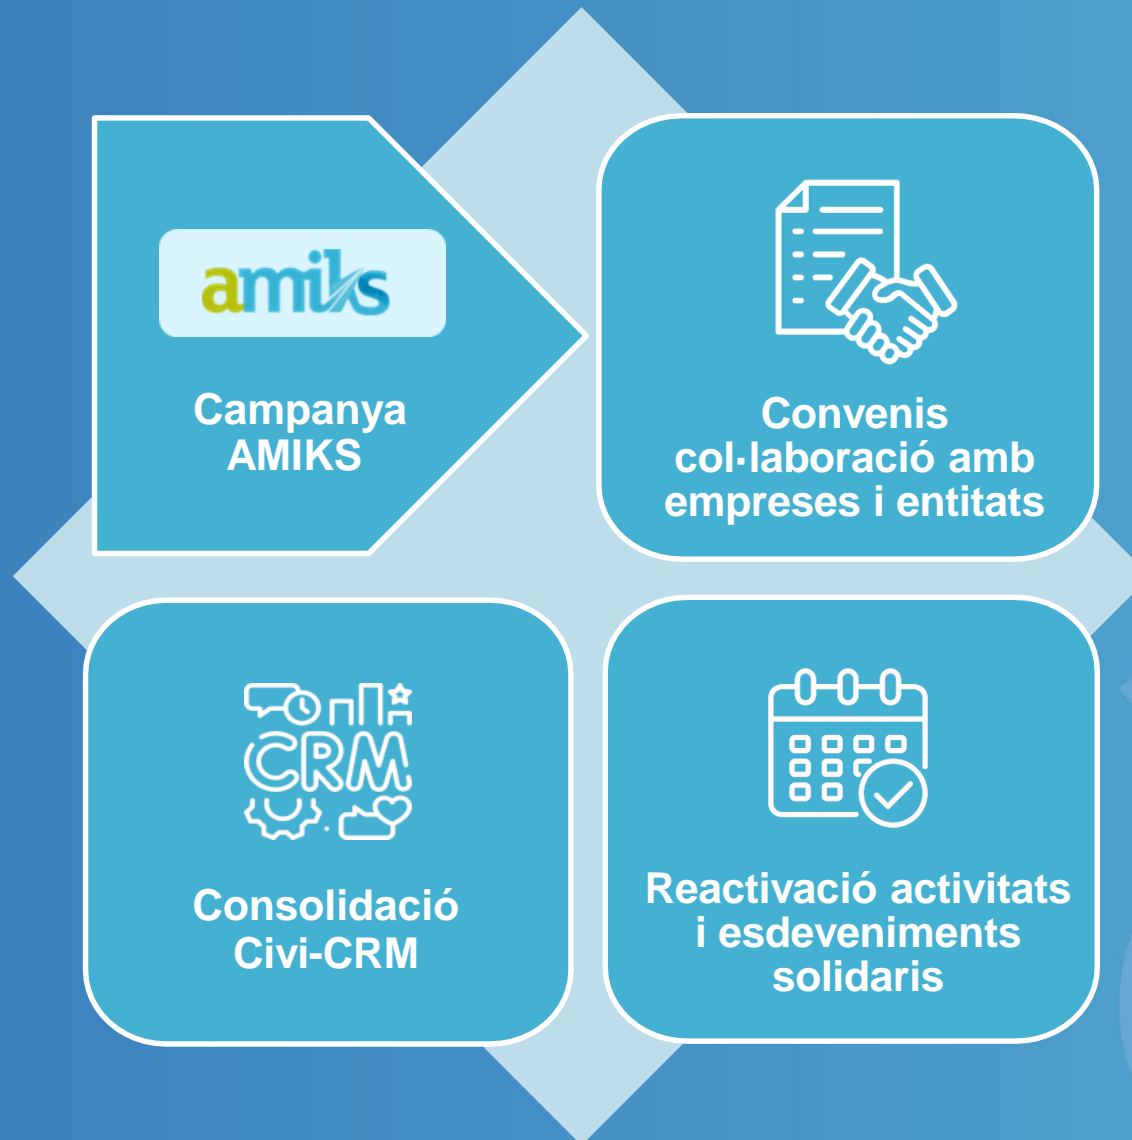 amiks
Campanya
AMIKS
Convenis
col·laboració amb
empreses i entitats
CRM
Consolidació
Civi-CRM
Reactivació activitats
i esdeveniments
solidaris